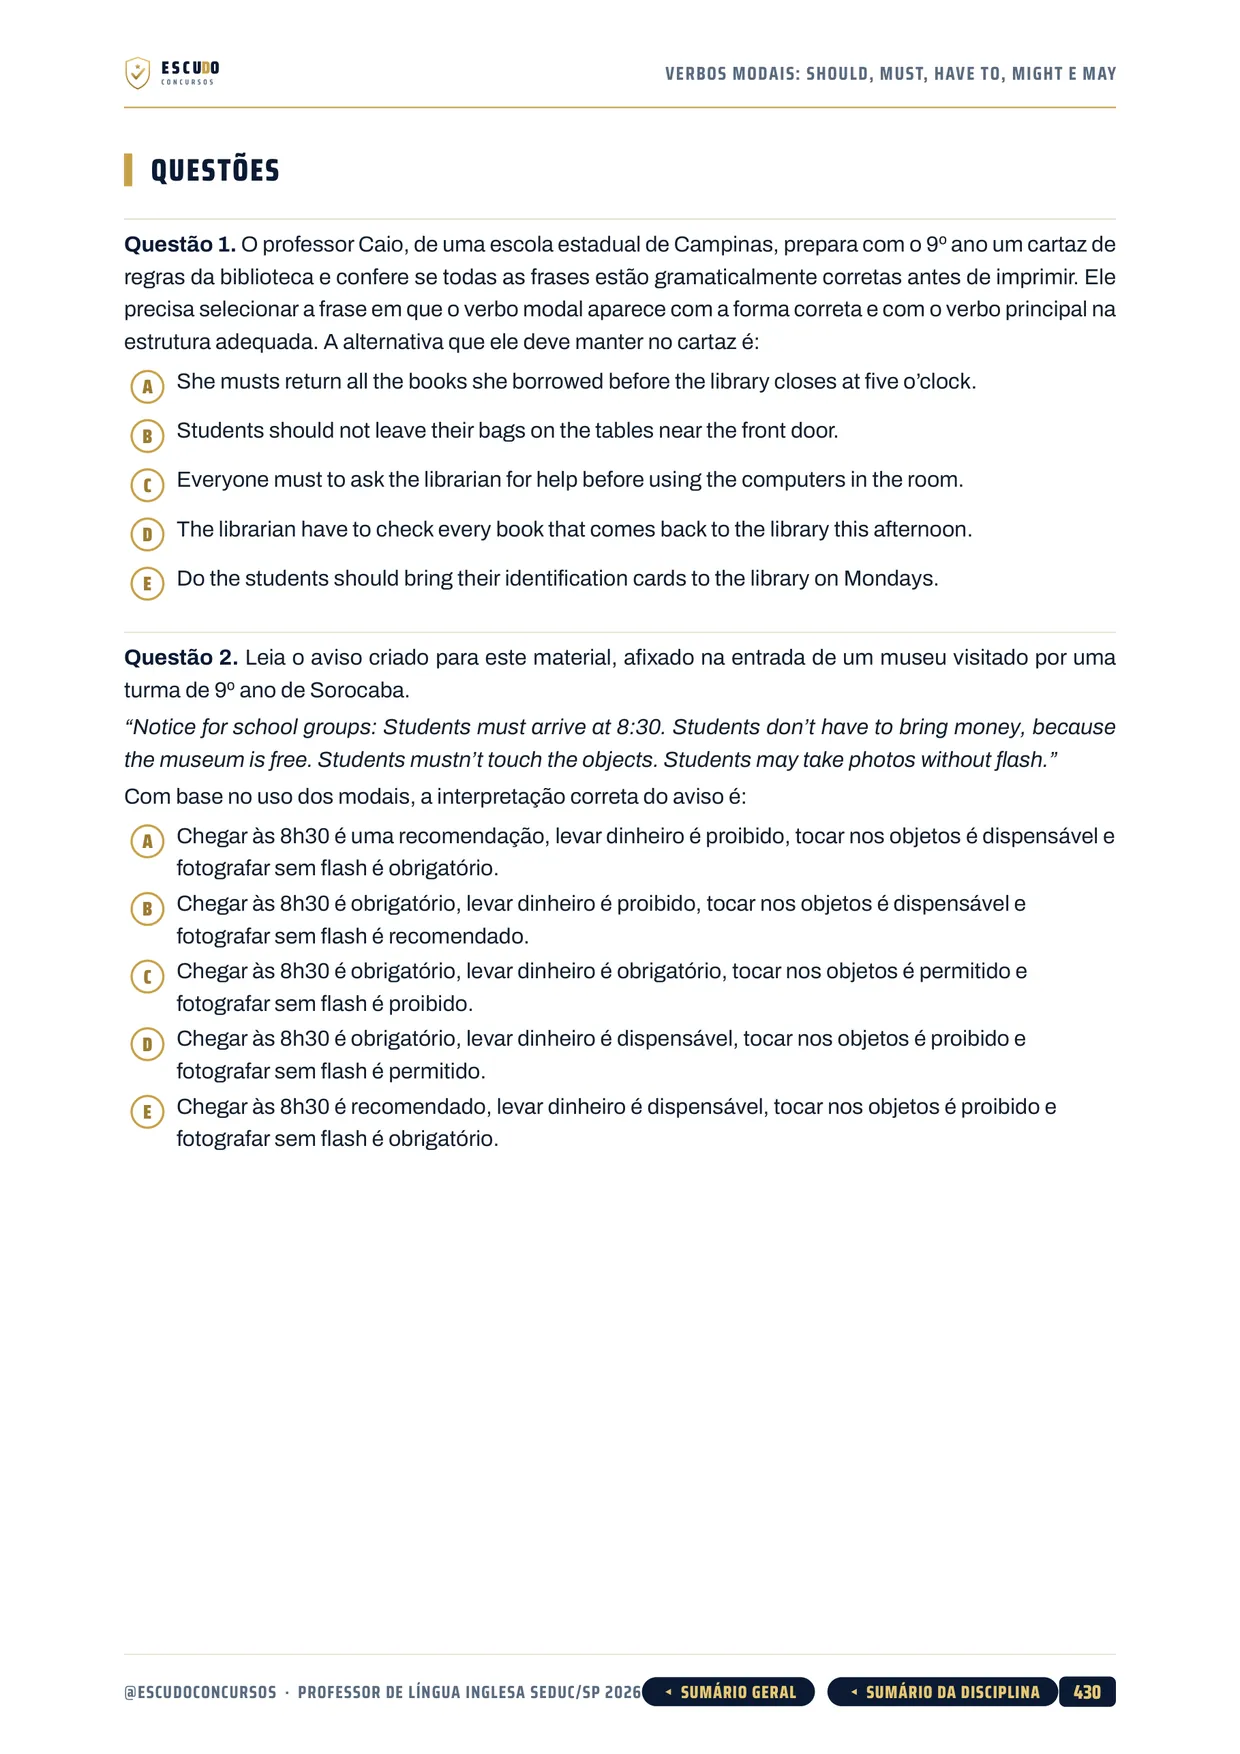 ESCUDO
CONCURSOS
VERBOS MODAIS: SHOULD, MUST, HAVE TO, MIGHT E MAY
QUESTÕES
Questão 1. O professor Caio, de uma escola estadual de Campinas, prepara com o 9º ano um cartaz de
regras da biblioteca e confere se todas as frases estão gramaticalmente corretas antes de imprimir. Ele
precisa selecionar a frase em que o verbo modal aparece com a forma correta e com o verbo principal na
estrutura adequada. A alternativa que ele deve manter no cartaz é:
A She musts return all the books she borrowed before the library closes at five o’clock.
B Students should not leave their bags on the tables near the front door.
C Everyone must to ask the librarian for help before using the computers in the room.
D The librarian have to check every book that comes back to the library this afternoon.
E Do the students should bring their identification cards to the library on Mondays.
Questão 2. Leia o aviso criado para este material, afixado na entrada de um museu visitado por uma
turma de 9º ano de Sorocaba.
“Notice for school groups: Students must arrive at 8:30. Students don’t have to bring money, because
the museum is free. Students mustn’t touch the objects. Students may take photos without flash.”
Com base no uso dos modais, a interpretação correta do aviso é:
A Chegar às 8h30 é uma recomendação, levar dinheiro é proibido, tocar nos objetos é dispensável e
fotografar sem flash é obrigatório.
B Chegar às 8h30 é obrigatório, levar dinheiro é proibido, tocar nos objetos é dispensável e
fotografar sem flash é recomendado.
C Chegar às 8h30 é obrigatório, levar dinheiro é obrigatório, tocar nos objetos é permitido e
fotografar sem flash é proibido.
D Chegar às 8h30 é obrigatório, levar dinheiro é dispensável, tocar nos objetos é proibido e
fotografar sem flash é permitido.
E Chegar às 8h30 é recomendado, levar dinheiro é dispensável, tocar nos objetos é proibido e
fotografar sem flash é obrigatório.
@ESCUDOCONCURSOS · PROFESSOR DE LÍNGUA INGLESA SEDUC/SP 2026 SUMÁRIO GERAL SUMÁRIO DA DISCIPLINA 430